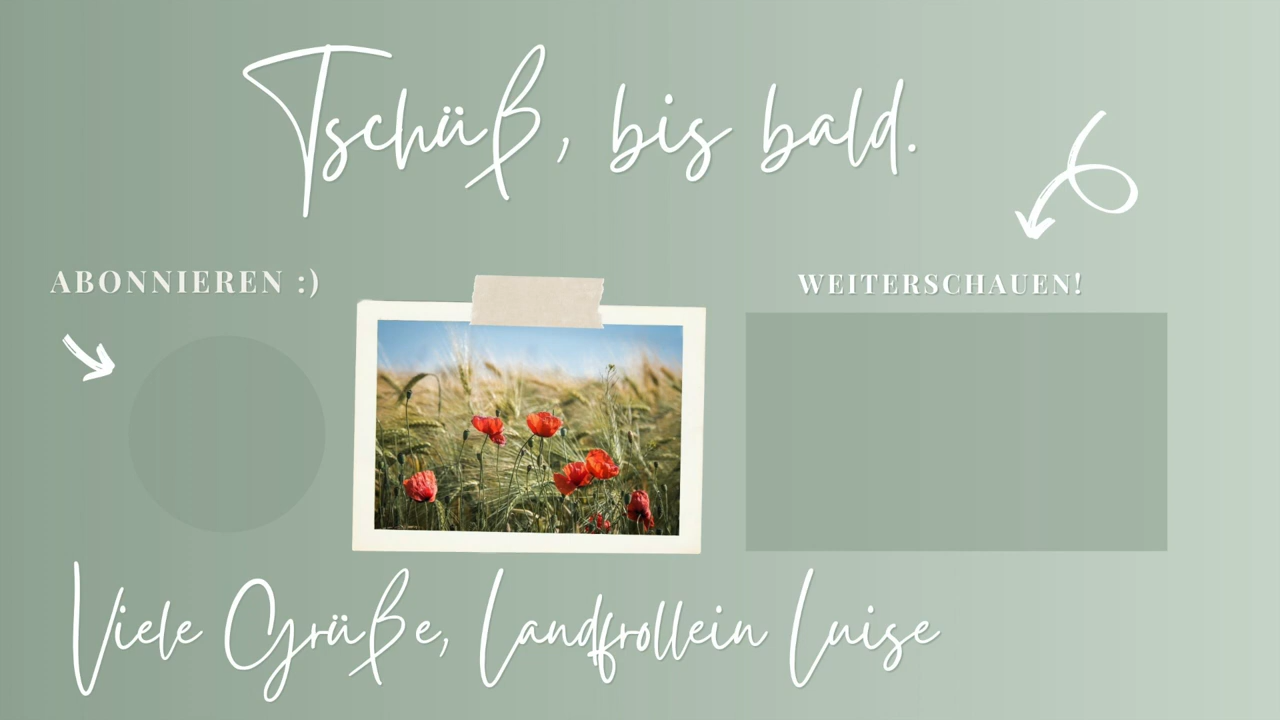 Tschüß, bis bald.
ABONNIEREN :)
WEITERSCHAUEN!
Viele Grüße, Landfrollein Luise